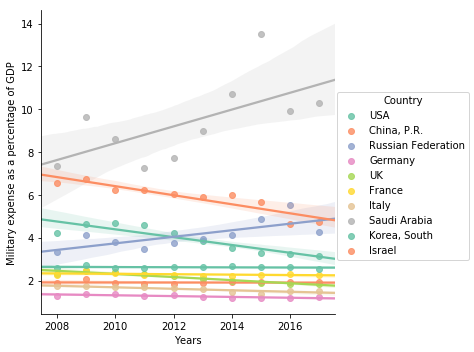 14
12
10
8
6
4
2
Military expense as a percentage of GDP
2008
2010
2012
2014
2016
Years
Country
USA
China, P.R.
Russian Federation
Germany
UK
France
Italy
Saudi Arabia
Korea, South
Israel